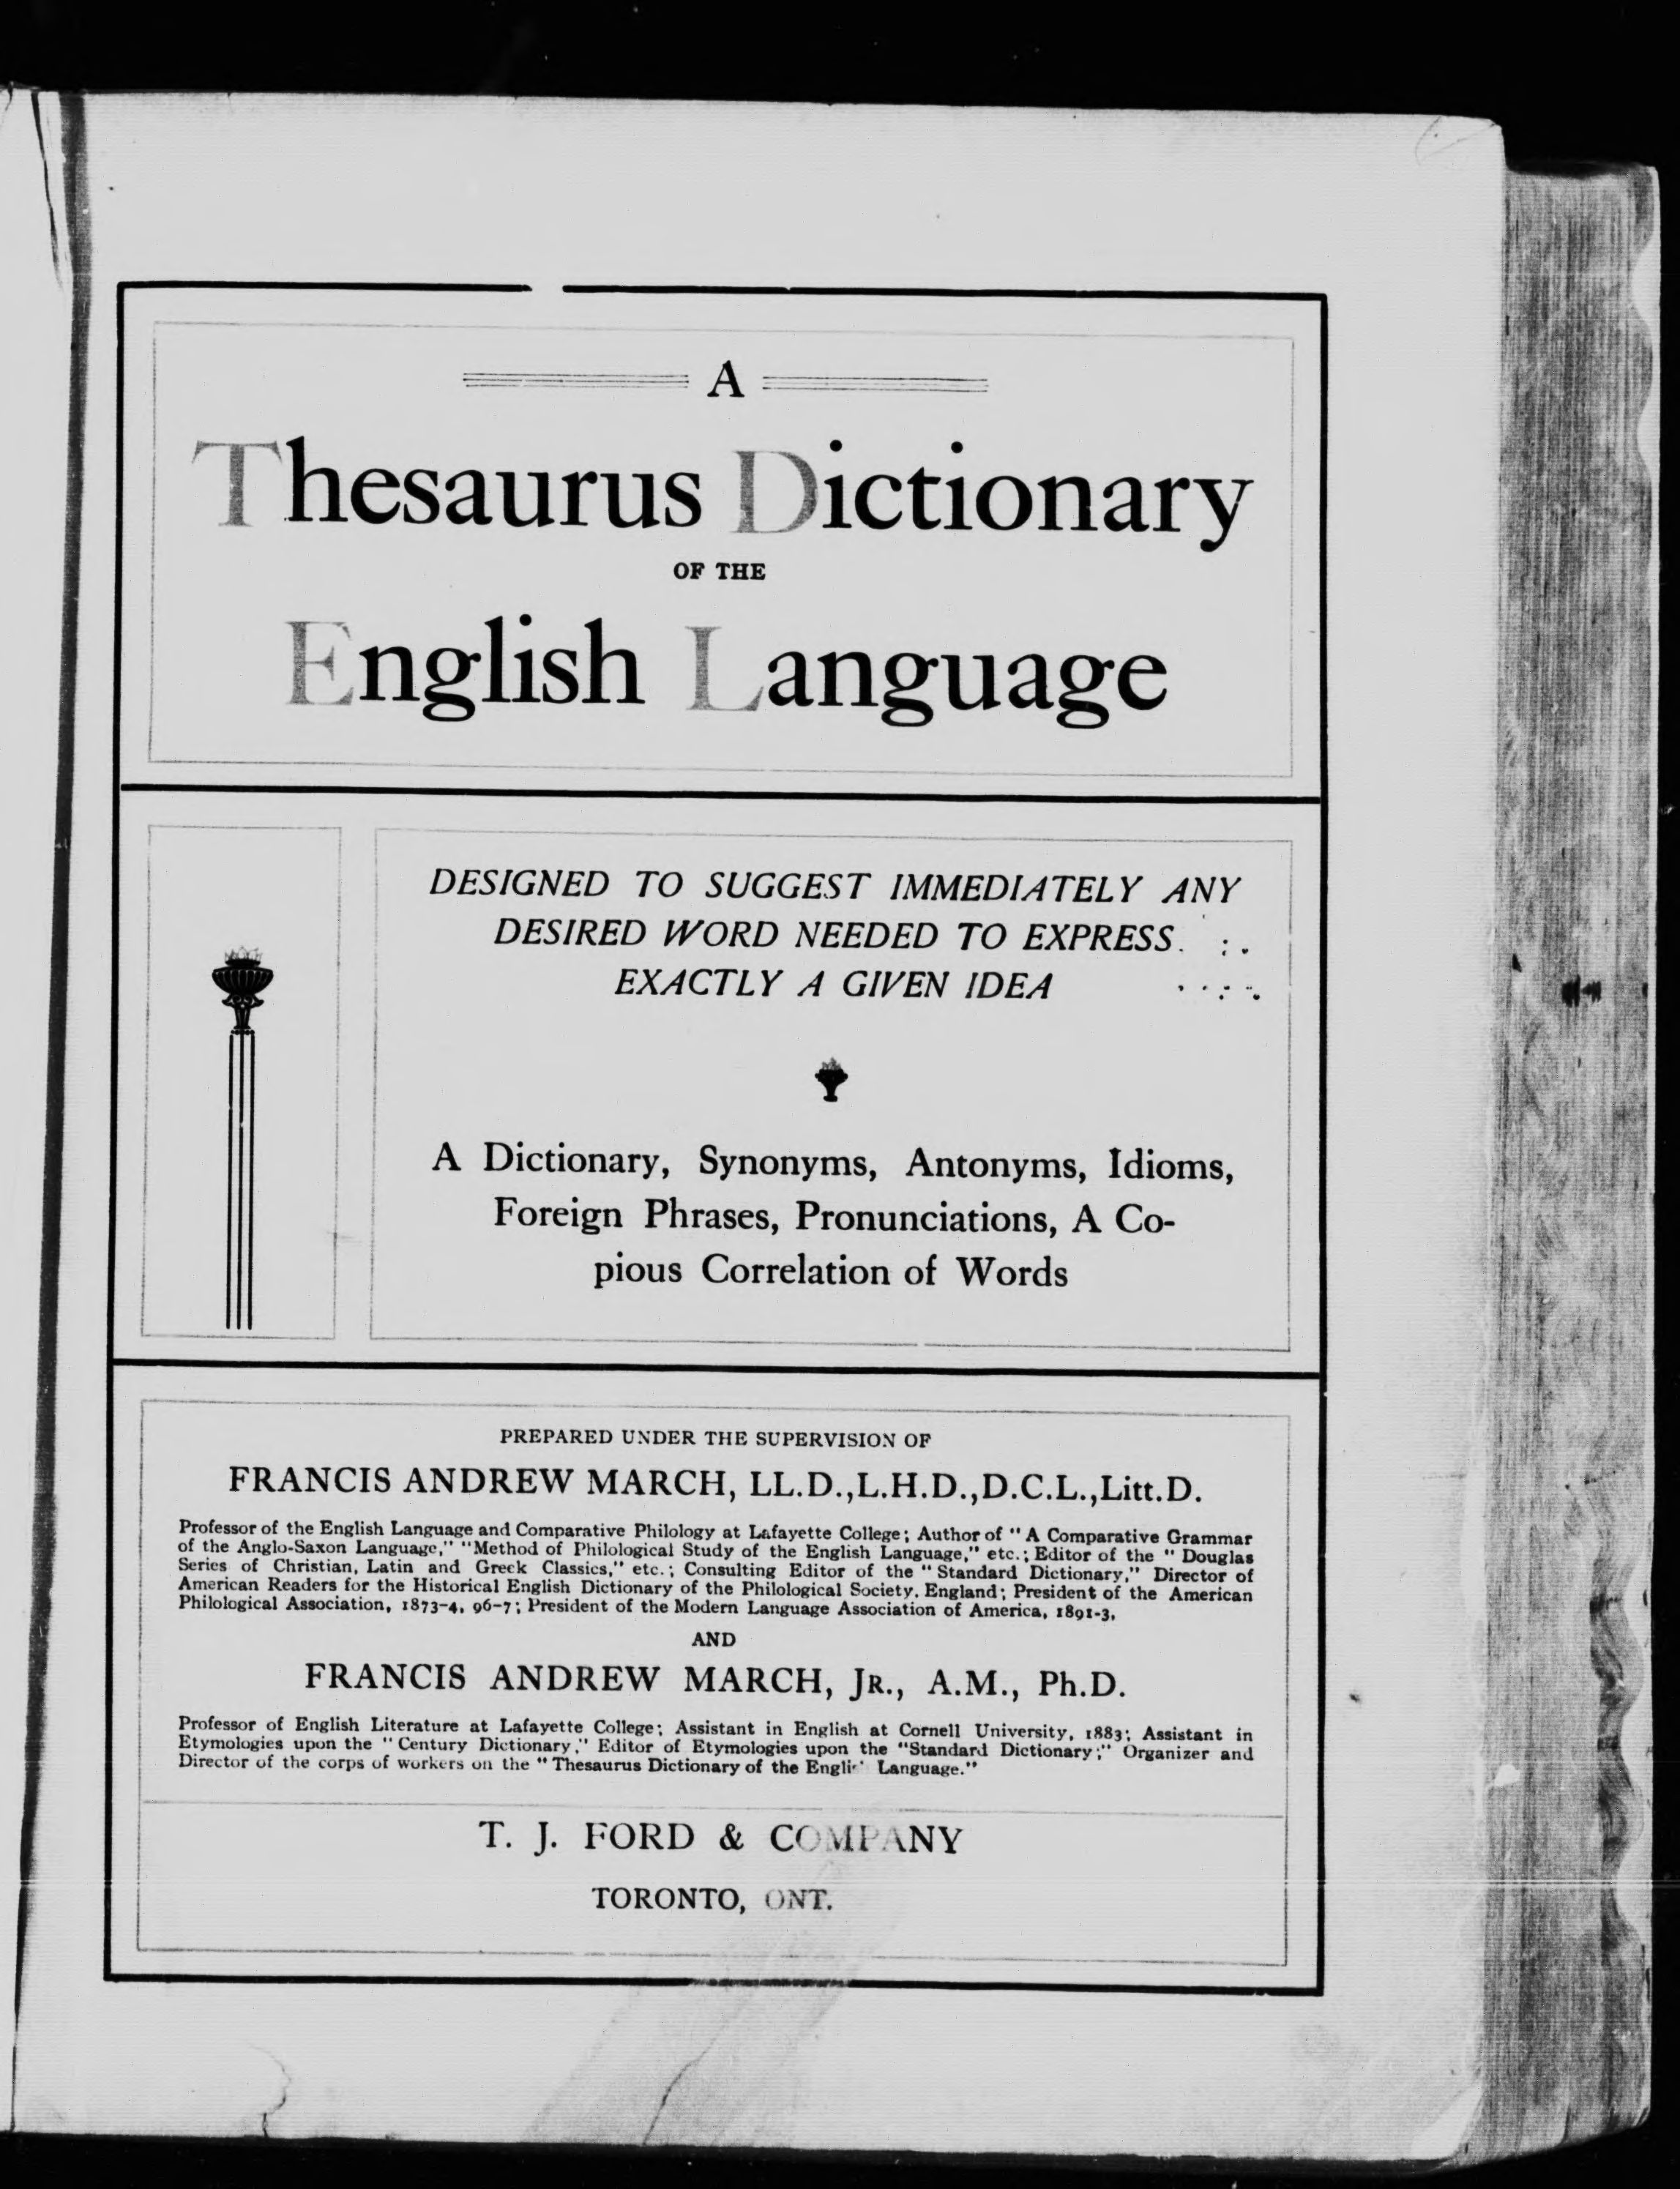 A
Thesaurus Dictionary
OF THE
English Language
DESIGNED TO SUGGEST IMMEDIATELY ANY
DESIRED WORD NEEDED TO EXPRESS
EXACTLY A GIVEN IDEA
A Dictionary, Synonyms, Antonyms, Idioms,
Foreign Phrases, Pronunciations, A Co-
pious Correlation of Words
PREPARED UNDER THE SUPERVISION OF
FRANCIS ANDREW MARCH, LL.D.,L.H.D.,D.C.L.,Litt.D.
Professor of the English Language and Comparative Philology at Lafayette College; Author of "A Comparative Grammar
of the Anglo-Saxon Language," "Method of Philological Study of the English Language," etc.; Editor of the "Douglas
Series of Christian, Latin and Greek Classics," etc.; Consulting Editor of the "Standard Dictionary," Director of
American Readers for the Historical English Dictionary of the Philological Society, England; President of the American
Philological Association, 1873-4, 96-7; President of the Modern Language Association of America, 1891-3,
AND
FRANCIS ANDREW MARCH, JR., A.M., Ph.D.
Professor of English Literature at Lafayette College; Assistant in English at Cornell University, 1883; Assistant in
Etymologies upon the "Century Dictionary," Editor of Etymologies upon the "Standard Dictionary;" Organizer and
Director of the corps of workers on the "Thesaurus Dictionary of the Language."
T. J. FORD & COMPANY
TORONTO, ONT.